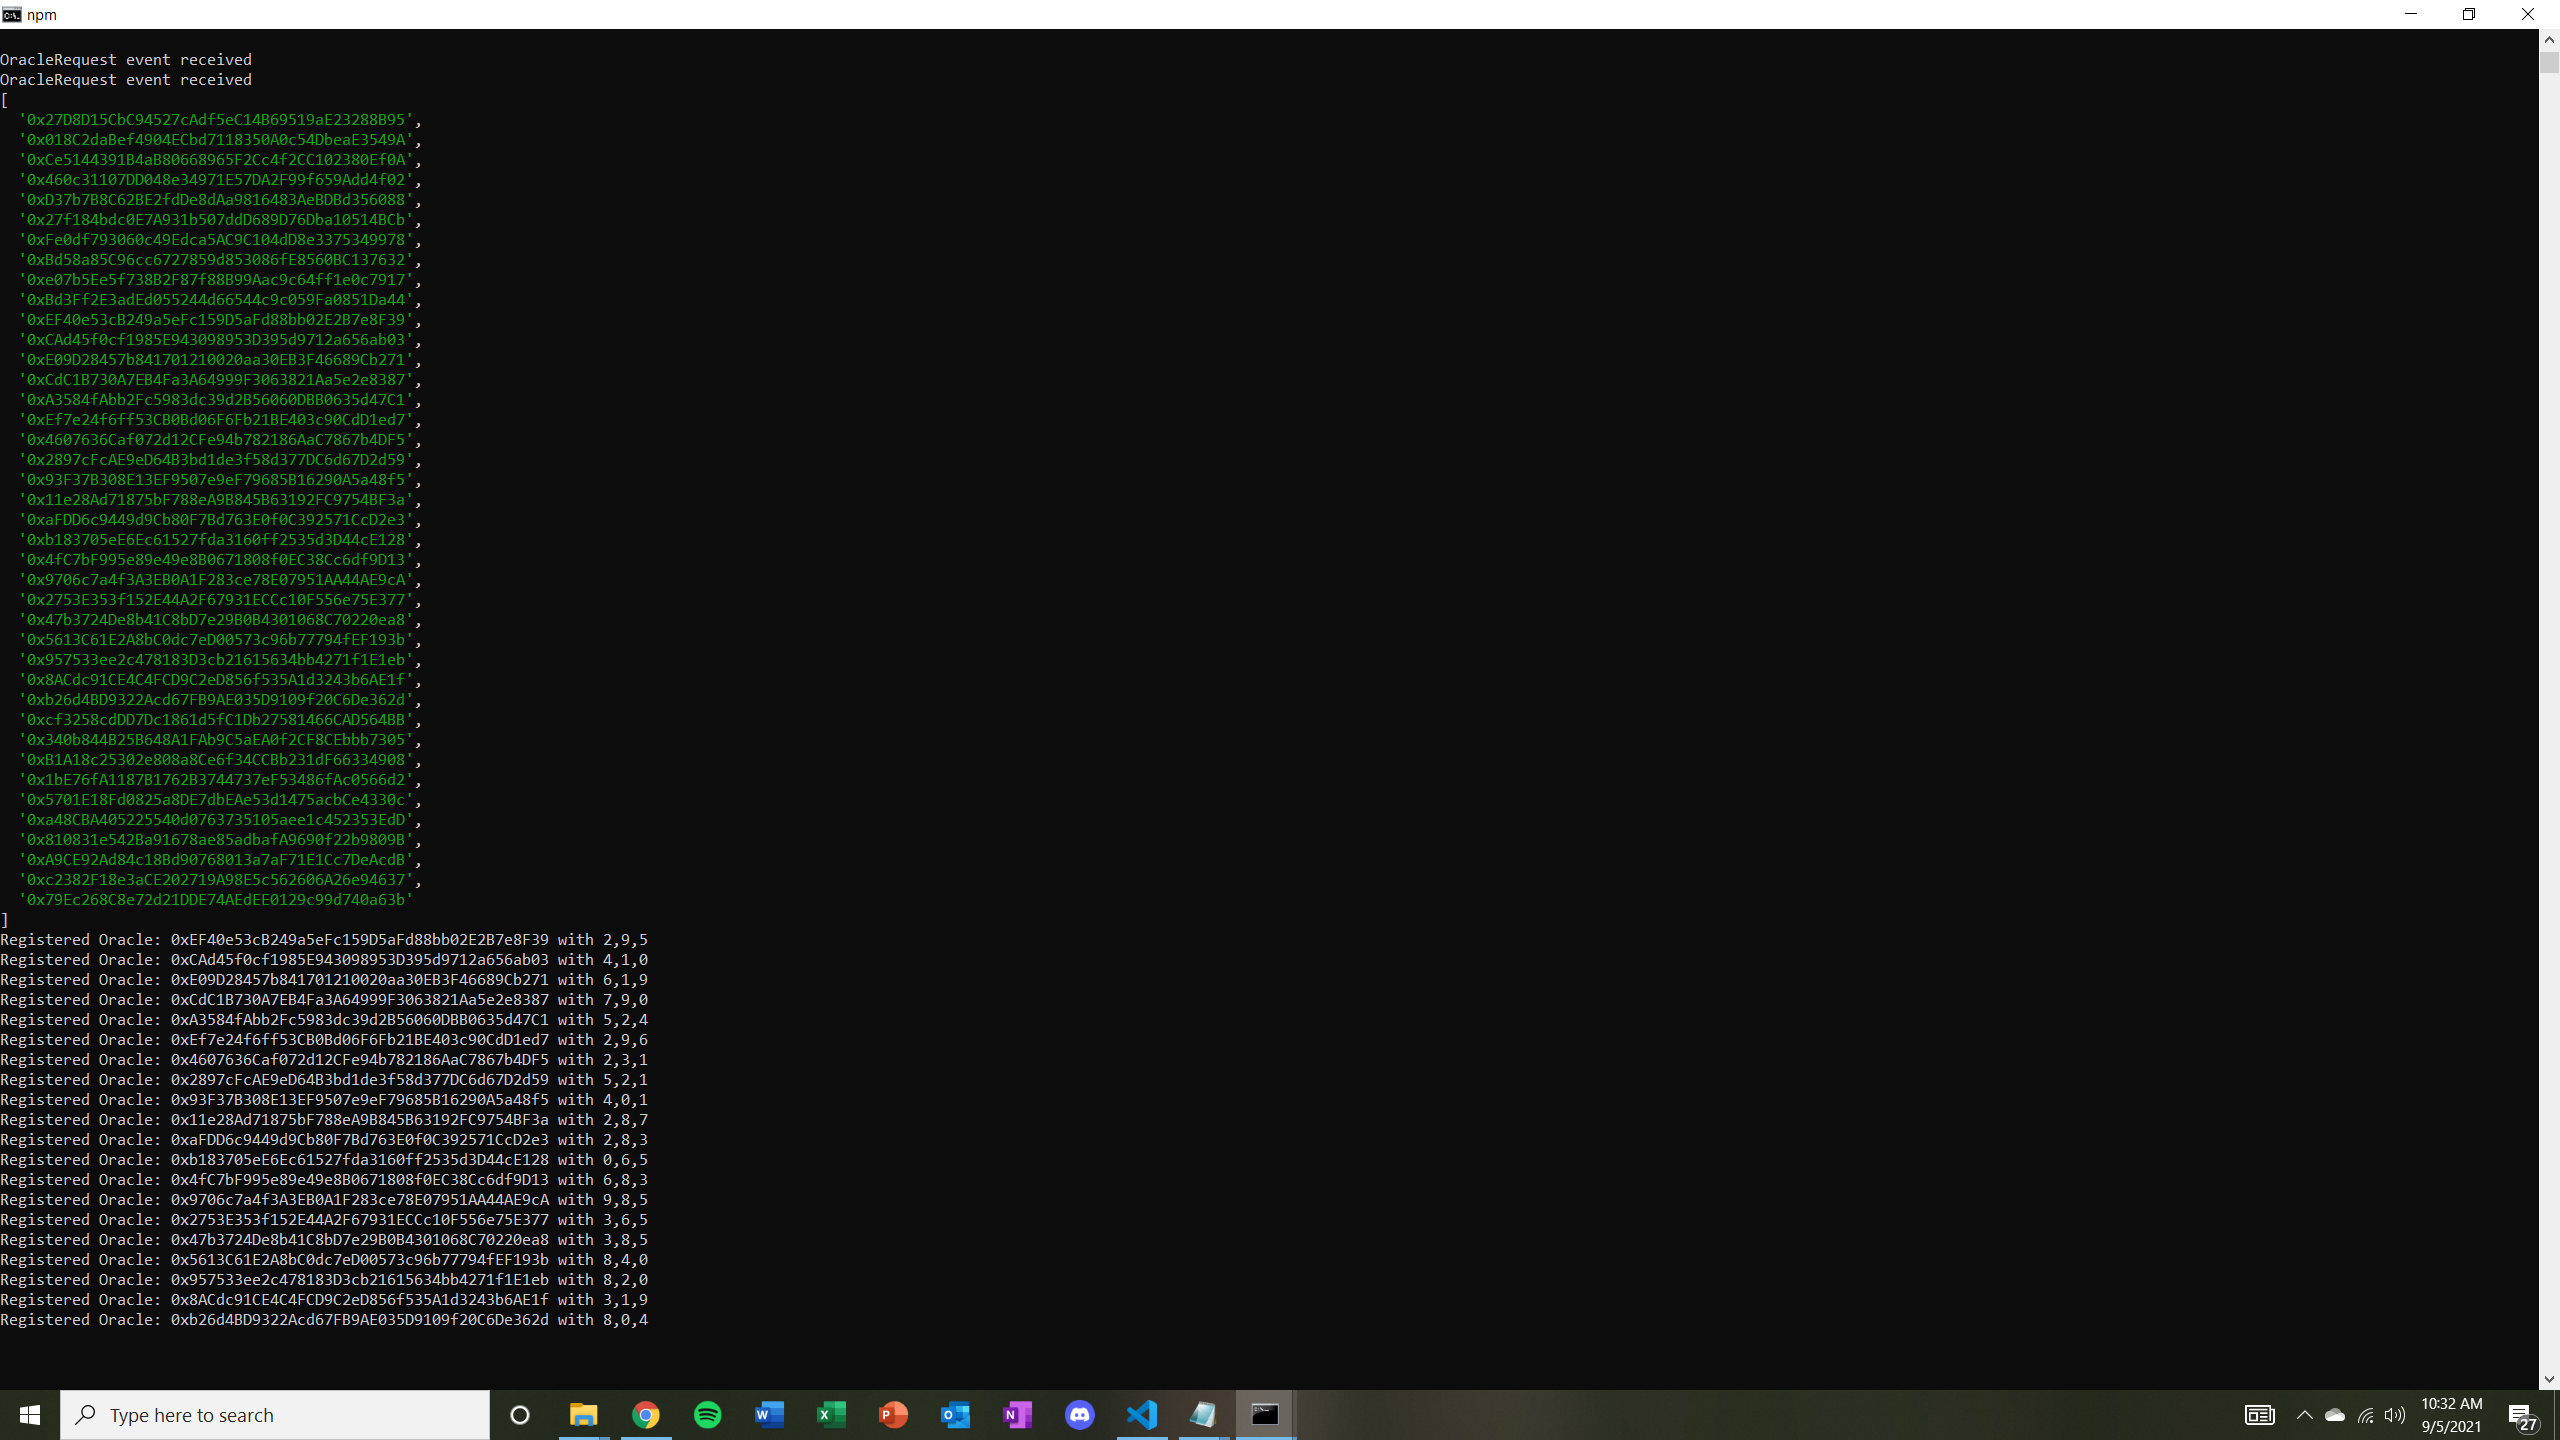 npm
OracleRequest event received
OracleRequest event received
[
'0x27D8D15CbC94527cAdf5eC14B69519aE23288B95',
'0x018C2daBef4904ECbd7118350A0c54DbeaE3549A',
'0xCe5144391B4aB80668965F2Cc4f2CC102380Ef0A',
'0x460c31107DD048e34971E57DA2F99f659Add4f02',
'0xD37b7B8C62BE2fdDe8dAa9816483AeBDBd356088',
'0x27f184bdc0E7A931b507ddD689D76Dba10514BCb',
'0xFe0df793060c49Edca5AC9C104dD8e3375349978',
'0xBd58a85C96cc6727859d853086fE8560BC137632',
'0xe07b5Ee5f738B2F87f88B99Aac9c64ff1e0c7917',
'0xBd3Ff2E3adEd055244d66544c9c059Fa0851Da44',
'0xEF40e53cB249a5eFc159D5aFd88bb02E2B7e8F39',
'0xCAd45f0cf1985E943098953D395d9712a656ab03',
'0xE09D28457b841701210020aa30EB3F46689Cb271',
'0xCdC1B730A7EB4Fa3A64999F3063821Aa5e2e8387',
'0xA3584fAbb2Fc5983dc39d2B56060DBB0635d47C1',
'0xEf7e24f6ff53CB0Bd06F6Fb21BE403c90CdD1ed7',
'0x4607636Caf072d12CFe94b782186AaC7867b4DF5',
'0x2897cFcAE9eD64B3bd1de3f58d377DC6d67D2d59',
'0x93F37B308E13EF9507e9eF79685B16290A5a48f5',
'0x11e28Ad71875bF788eA9B845B63192FC9754BF3a',
'0xaFDD6c9449d9Cb80F7Bd763E0f0C392571CcD2e3',
'0xb183705eE6Ec61527fda3160ff2535d3D44cE128',
'0x4fC7bF995e89e49e8B0671808f0EC38Cc6df9D13',
'0x9706c7a4f3A3EB0A1F283ce78E07951AA44AE9cA',
'0x2753E353f152E44A2F67931ECCc10F556e75E377',
'0x47b3724De8b41C8bD7e29B0B4301068C70220ea8',
'0x5613C61E2A8bC0dc7eD00573c96b77794fEF193b',
'0x957533ee2c478183D3cb21615634bb4271f1E1eb',
'0x8ACdc91CE4C4FCD9C2eD856f535A1d3243b6AE1f',
'0xb26d4BD9322Acd67FB9AE035D9109f20C6De362d',
'0xcf3258cdDD7Dc1861d5fC1Db27581466CAD564BB',
'0x340b844B25B648A1FAb9C5aEA0f2CF8CEbbb7305',
'0xB1A18c25302e808a8Ce6f34CCBb231dF66334908',
'0x1bE76fA1187B1762B3744737eF53486fAc0566d2',
'0x5701E18Fd0825a8DE7dbEAe53d1475acbCe4330c',
'0xa48CBA405225540d0763735105aee1c452353EdD',
'0x810831e542Ba91678ae85adbafA9690f22b9809B',
'0xA9CE92Ad84c18Bd90768013a7aF71E1Cc7DeAcdB',
'0xc2382F18e3aCE202719A98E5c562606A26e94637',
'0x79Ec268C8e72d21DDE74AEdEE0129c99d740a63b'
]
Registered Oracle: 0xEF40e53cB249a5eFc159D5aFd88bb02E2B7e8F39 with 2,9,5
Registered Oracle: 0xCAd45f0cf1985E943098953D395d9712a656ab03 with 4,1,0
Registered Oracle: 0xE09D28457b841701210020aa30EB3F46689Cb271 with 6,1,9
Registered Oracle: 0xCdC1B730A7EB4Fa3A64999F3063821Aa5e2e8387 with 7,9,0
Registered Oracle: 0xA3584fAbb2Fc5983dc39d2B56060DBB0635d47C1 with 5,2,4
Registered Oracle: 0xEf7e24f6ff53CB0Bd06F6Fb21BE403c90CdD1ed7 with 2,9,6
Registered Oracle: 0x4607636Caf072d12CFe94b782186AaC7867b4DF5 with 2,3,1
Registered Oracle: 0x2897cFcAE9eD64B3bd1de3f58d377DC6d67D2d59 with 5,2,1
Registered Oracle: 0x93F37B308E13EF9507e9eF79685B16290A5a48f5 with 4,0,1
Registered Oracle: 0x11e28Ad71875bF788eA9B845B63192FC9754BF3a with 2,8,7
Registered Oracle: 0xaFDD6c9449d9Cb80F7Bd763E0f0C392571CcD2e3 with 2,8,3
Registered Oracle: 0xb183705eE6Ec61527fda3160ff2535d3D44cE128 with 0,6,5
Registered Oracle: 0x4fC7bF995e89e49e8B0671808f0EC38Cc6df9D13 with 6,8,3
Registered Oracle: 0x9706c7a4f3A3EB0A1F283ce78E07951AA44AE9cA with 9,8,5
Registered Oracle: 0x2753E353f152E44A2F67931ECCc10F556e75E377 with 3,6,5
Registered Oracle: 0x47b3724De8b41C8bD7e29B0B4301068C70220ea8 with 3,8,5
Registered Oracle: 0x5613C61E2A8bC0dc7eD00573c96b77794fEF193b with 8,4,0
Registered Oracle: 0x957533ee2c478183D3cb21615634bb4271f1E1eb with 8,2,0
Registered Oracle: 0x8ACdc91CE4C4FCD9C2eD856f535A1d3243b6AE1f with 3,1,9
Registered Oracle: 0xb26d4BD9322Acd67FB9AE035D9109f20C6De362d with 8,0,4
Type here to search
10:32 AM
9/5/2021
27